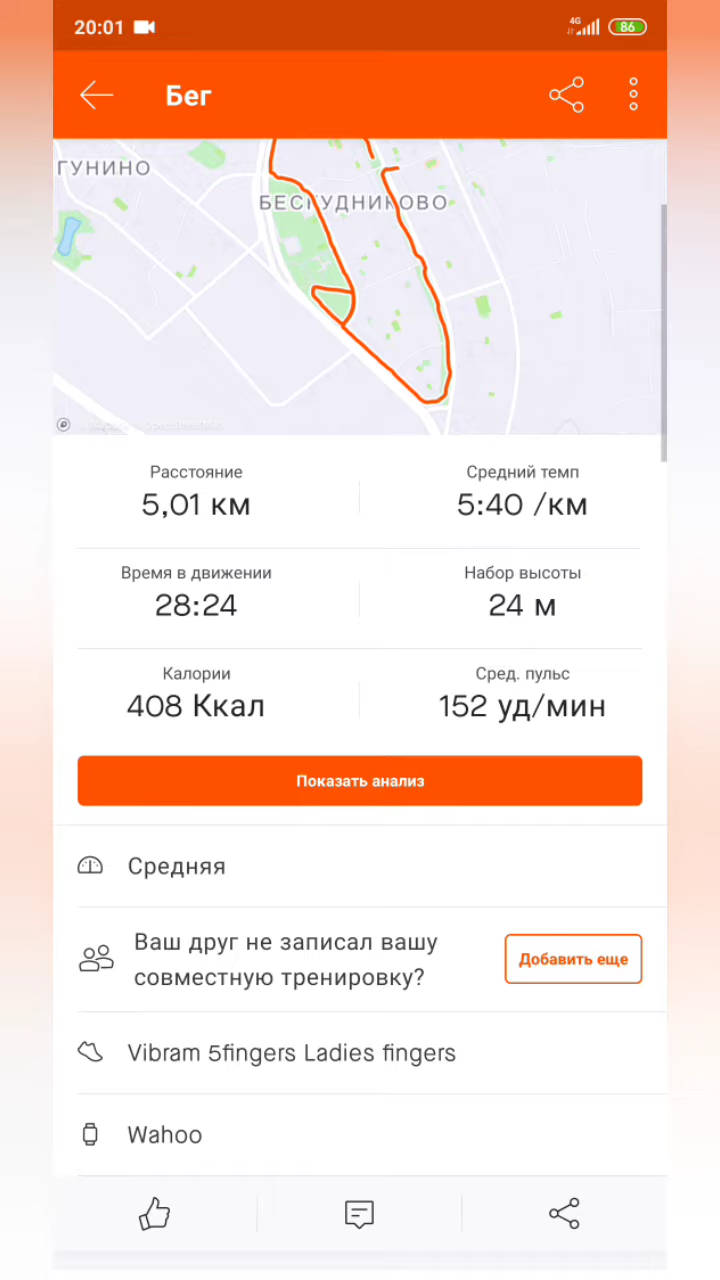 20:01
4G
86
Бег
ГУНИНО
БЕСКУДНИКОВО
Расстояние
Средний темп
5,01 км
5:40 /км
Время в движении
Набор высоты
28:24
24 м
Калории
Сред. пульс
408 Ккал
152 уд/мин
Показать анализ
Средняя
Ваш друг не записал вашу
совместную тренировку?
Добавить еще
Vibram 5fingers Ladies fingers
Wahoo